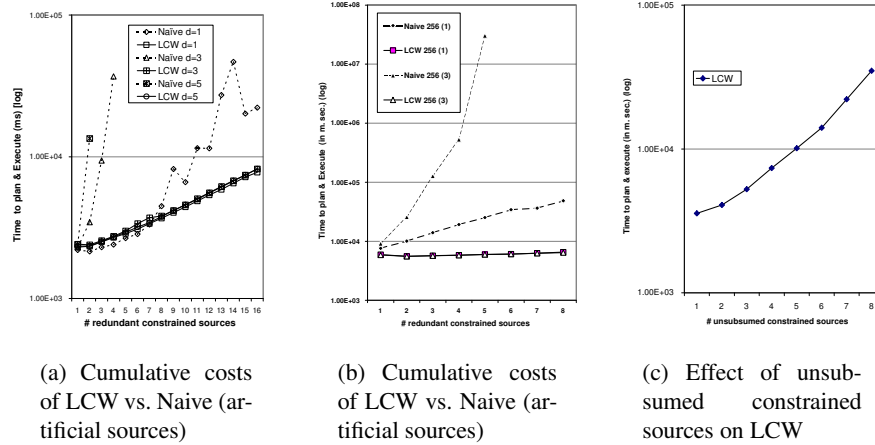 1.00E+05
1.00E+04
1.00E+03
Time to plan & Execute (ms) [log]
Naïve d=1
LCW d=1
Naïve d=3
LCW d=3
Naïve d=5
LCW d=5
1 2 3 4 5 6 7 8 9 10 11 12 13 14 15 16
# redundant constrained sources
1.00E+08
1.00E+07
1.00E+06
1.00E+05
1.00E+04
1.00E+03
Time to plan & Execute (in m. sec.) (log)
Naive 256 (1)
LCW 256 (1)
Naive 256 (3)
LCW 256 (3)
1 2 3 4 5 6 7 8
# redundant constrained sources
1.00E+05
1.00E+04
1.00E+03
Time to plan & execute (in m. sec.) (log)
LCW
1 2 3 4 5 6 7 8
# unsubsumed constrained sources
(a) Cumulative costs
of LCW vs. Naive (ar-
tificial sources)
(b) Cumulative costs
of LCW vs. Naive (ar-
tificial sources)
(c) Effect of unsub-
sumed constrained
sources on LCW